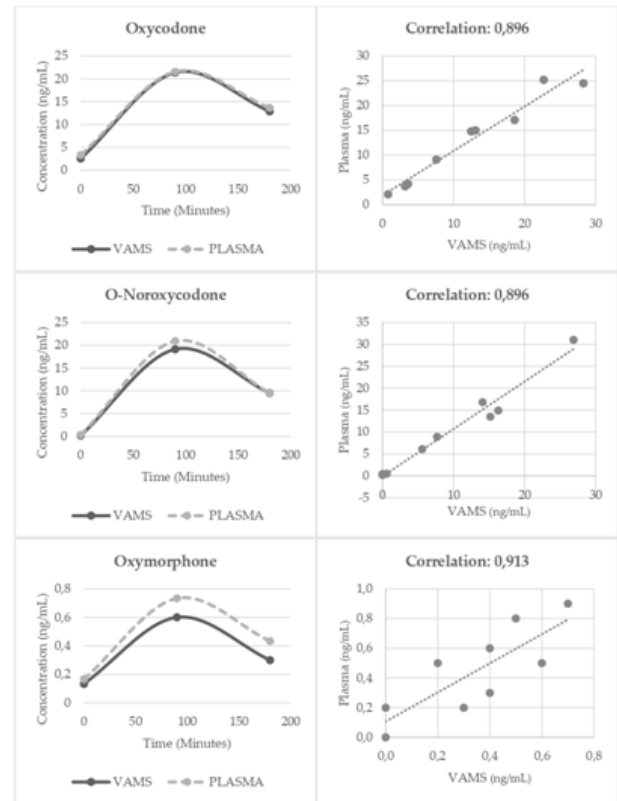 Oxycodone
Concentration (ng/mL)
25
20
15
10
5
0
0 50 100 150 200
Time (Minutes)
VAMS PLASMA
Correlation: 0,896
Plasma (ng/mL)
30
25
20
15
10
5
0
0 10 20 30
VAMS (ng/mL)
O-Noroxycodone
Concentration (ng/mL)
25
20
15
10
5
0
0 50 100 150 200
Time (Minutes)
VAMS PLASMA
Correlation: 0,896
Plasma (ng/mL)
35
30
25
20
15
10
5
0
-5
0 10 20 30
VAMS (ng/mL)
Oxymorphone
Concentration (ng/mL)
0,8
0,6
0,4
0,2
0
0 50 100 150 200
Time (Minutes)
VAMS PLASMA
Correlation: 0,913
Plasma (ng/mL)
1,0
0,8
0,6
0,4
0,2
0,0
0,0 0,2 0,4 0,6 0,8
VAMS (ng/mL)